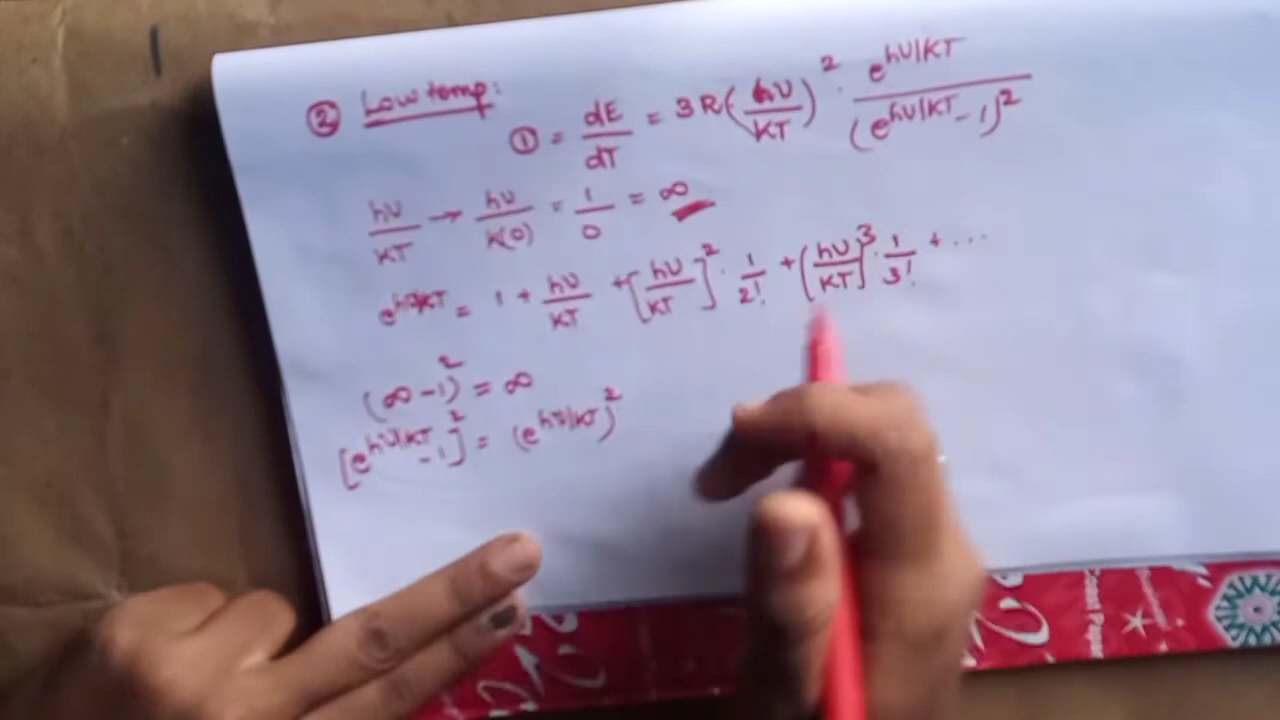 ② Low temp:
① = dE/dT = 3R(hυ/KT)² · e^hυ/KT / (e^hυ/KT - 1)²
hυ/KT → hυ/K(0) = 1/0 = ∞
e^hυ/KT = 1 + hυ/KT + [hυ/KT]² · 1/2! + (hυ/KT]³ · 1/3! + ...
(∞ - 1)² = ∞
[e^hυ/KT - 1]² = (e^hυ/KT)²